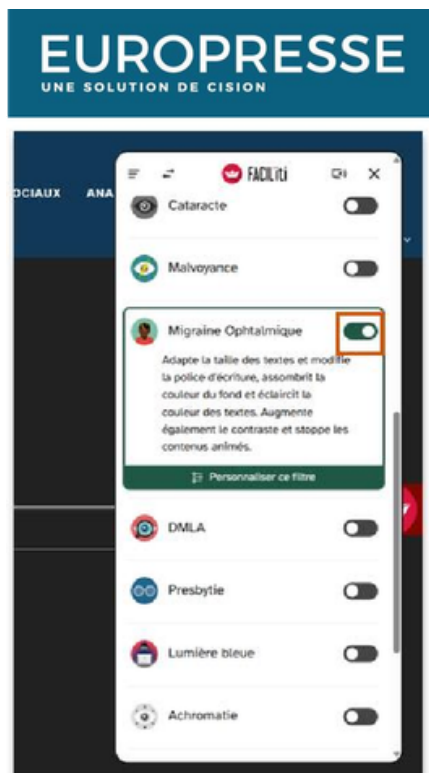 EUROPRESSE
UNE SOLUTION DE CISION
FACIL'iti
OCIAUX ANA
Cataracte
Malvoyance
Migraine Ophtalmique
Adapte la taille des textes et modifie
la police d'écriture, assombrit la
couleur du fond et éclaircit la
couleur des textes. Augmente
également le contraste et stoppe les
contenus animés.
Personnaliser ce filtre
DMLA
Presbytie
Lumière bleue
Achromatie